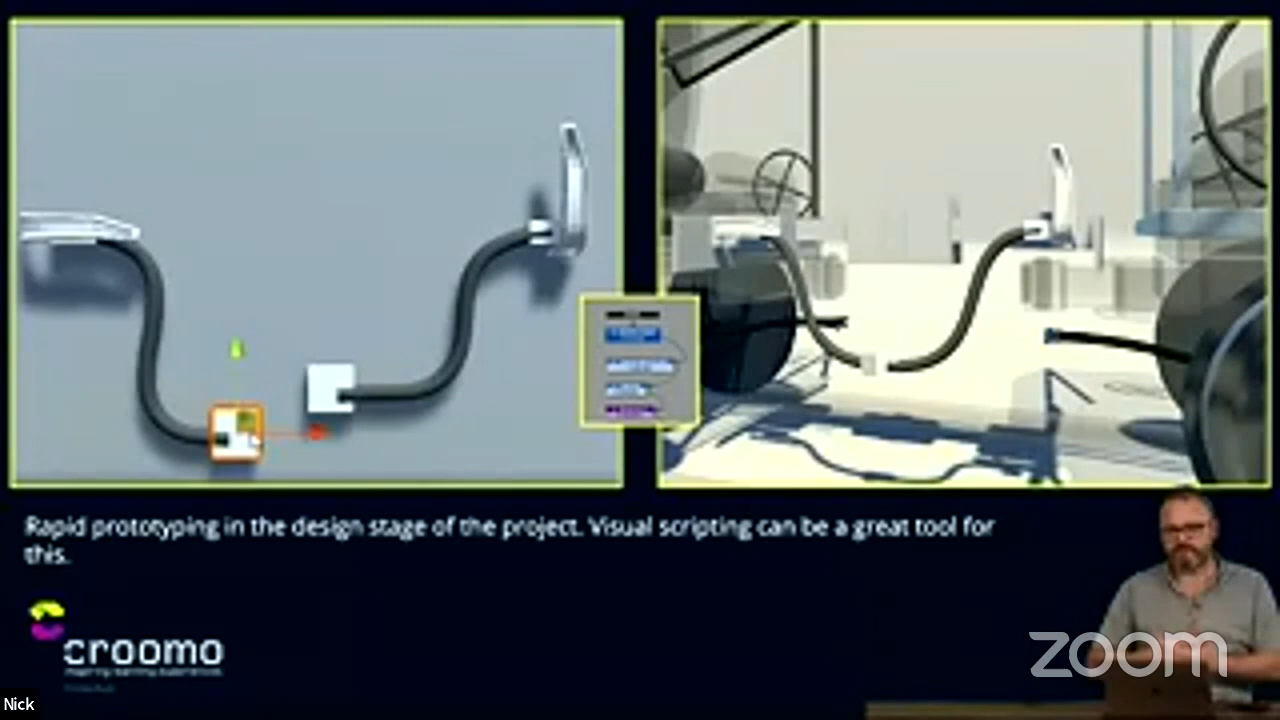 Rapid prototyping in the design stage of the project. Visual scripting can be a great tool for
this.
croomo
zoom
Nick